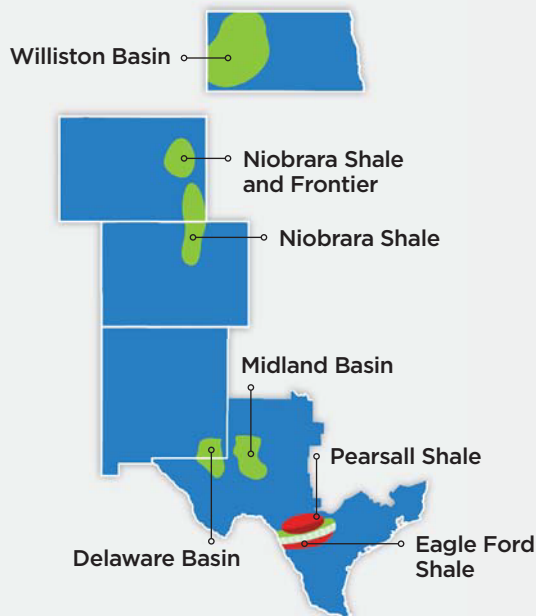 Williston Basin
Niobrara Shale
and Frontier
Niobrara Shale
Midland Basin
Pearsall Shale
Delaware Basin
Eagle Ford
Shale